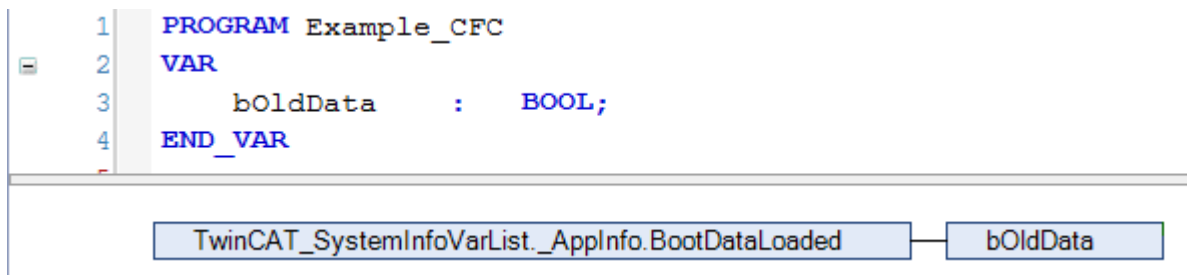 1 PROGRAM Example_CFC
2 VAR
3 bOldData : BOOL;
4 END_VAR
TwinCAT_SystemInfoVarList._AppInfo.BootDataLoaded bOldData